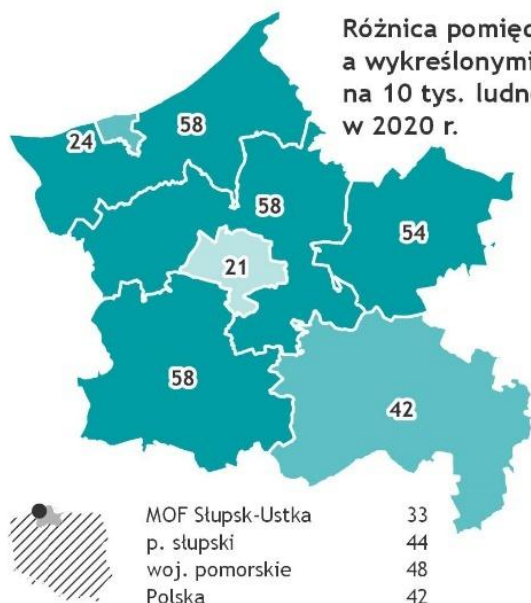 Różnica
a wykreślonymi
na 10 tys.
w 2020 r.
24
58
58
54
21
58
42
MOF Słupsk-Ustka 33
p. słupski 44
woj. pomorskie 48
Polska 42